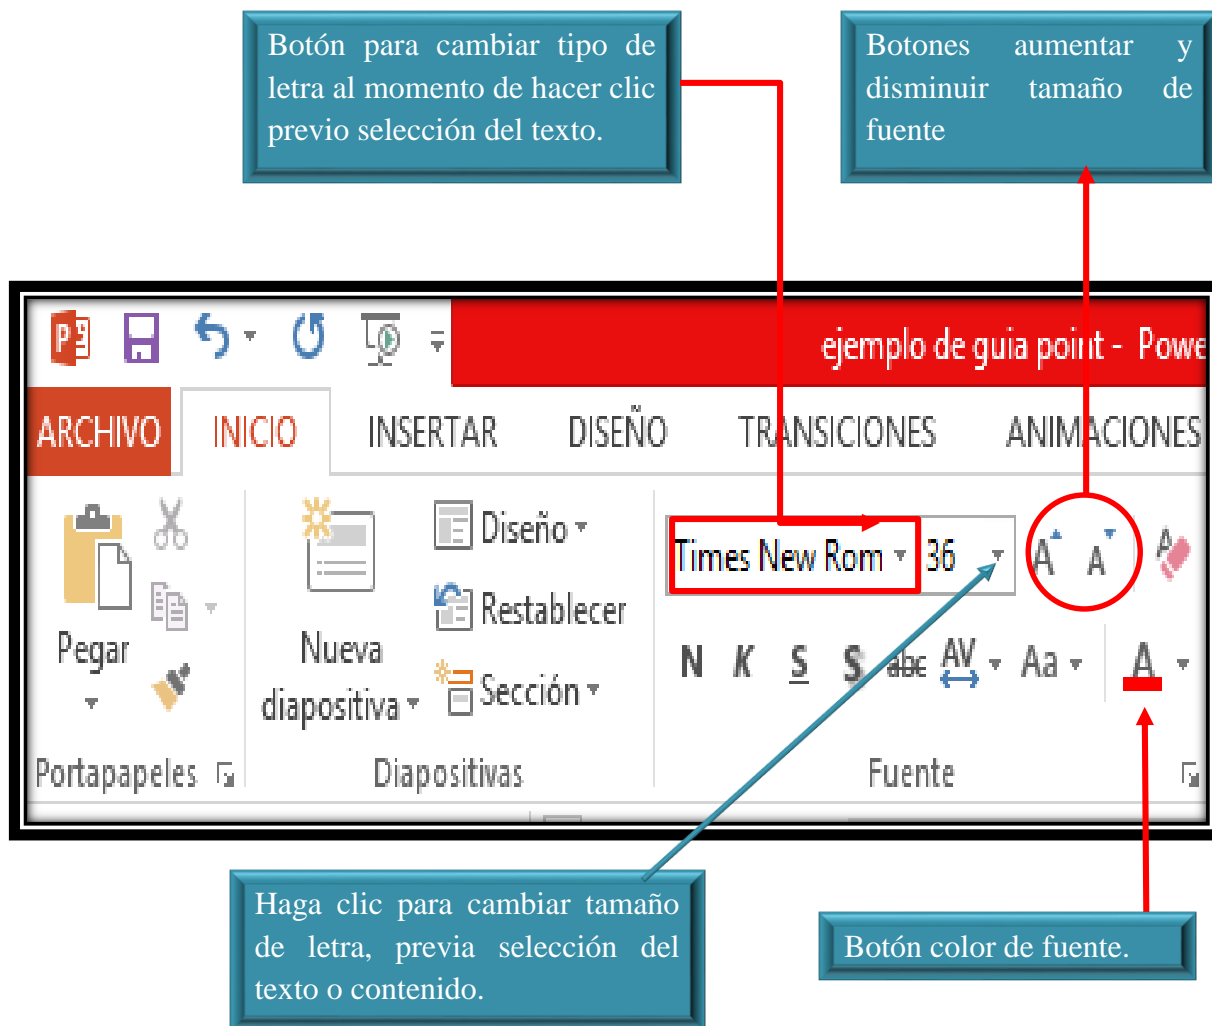 Botón para cambiar tipo de
letra al momento de hacer clic
previo selección del texto.
Botones aumentar y
disminuir tamaño de
fuente
ejemplo de guia point - Powe
ARCHIVO INICIO INSERTAR DISEÑO TRANSICIONES ANIMACIONES
Pegar
Portapapeles
Nueva
diapositiva
Diseño
Restablecer
Sección
Diapositivas
Times New Rom 36 A A A
N K S S abc AV Aa A
Fuente
Haga clic para cambiar tamaño
de letra, previa selección del
texto o contenido.
Botón color de fuente.